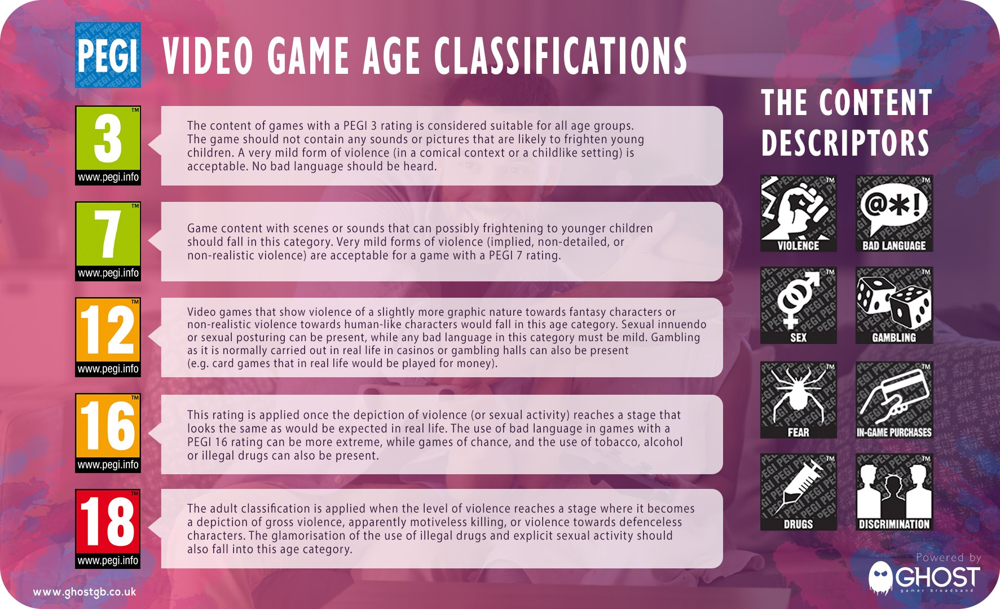 PEGI
VIDEO GAME AGE CLASSIFICATIONS
3
TM
www.pegi.info
The content of games with a PEGI 3 rating is considered suitable for all age groups.
The game should not contain any sounds or pictures that are likely to frighten young
children. A very mild form of violence (in a comical context or a childlike setting) is
acceptable. No bad language should be heard.
7
TM
www.pegi.info
Game content with scenes or sounds that can possibly frightening to younger children
should fall in this category. Very mild forms of violence (implied, non-detailed, or
non-realistic violence) are acceptable for a game with a PEGI 7 rating.
12
TM
www.pegi.info
Video games that show violence of a slightly more graphic nature towards fantasy characters or
non-realistic violence towards human-like characters would fall in this age category. Sexual innuendo
or sexual posturing can be present, while any bad language in this category must be mild. Gambling
as it is normally carried out in real life in casinos or gambling halls can also be present
(e.g. card games that in real life would be played for money).
16
TM
www.pegi.info
This rating is applied once the depiction of violence (or sexual activity) reaches a stage that
looks the same as would be expected in real life. The use of bad language in games with a
PEGI 16 rating can be more extreme, while games of chance, and the use of tobacco, alcohol
or illegal drugs can also be present.
18
TM
www.pegi.info
The adult classification is applied when the level of violence reaches a stage where it becomes
a depiction of gross violence, apparently motiveless killing, or violence towards defenceless
characters. The glamorisation of the use of illegal drugs and explicit sexual activity should
also fall into this age category.
www.ghostgb.co.uk
THE CONTENT
DESCRIPTORS
TM
VIOLENCE
TM
@*!
BAD LANGUAGE
TM
SEX
TM
GAMBLING
TM
FEAR
TM
IN-GAME PURCHASES
TM
DRUGS
TM
DISCRIMINATION
Powered by
GHOST
gamer broadband